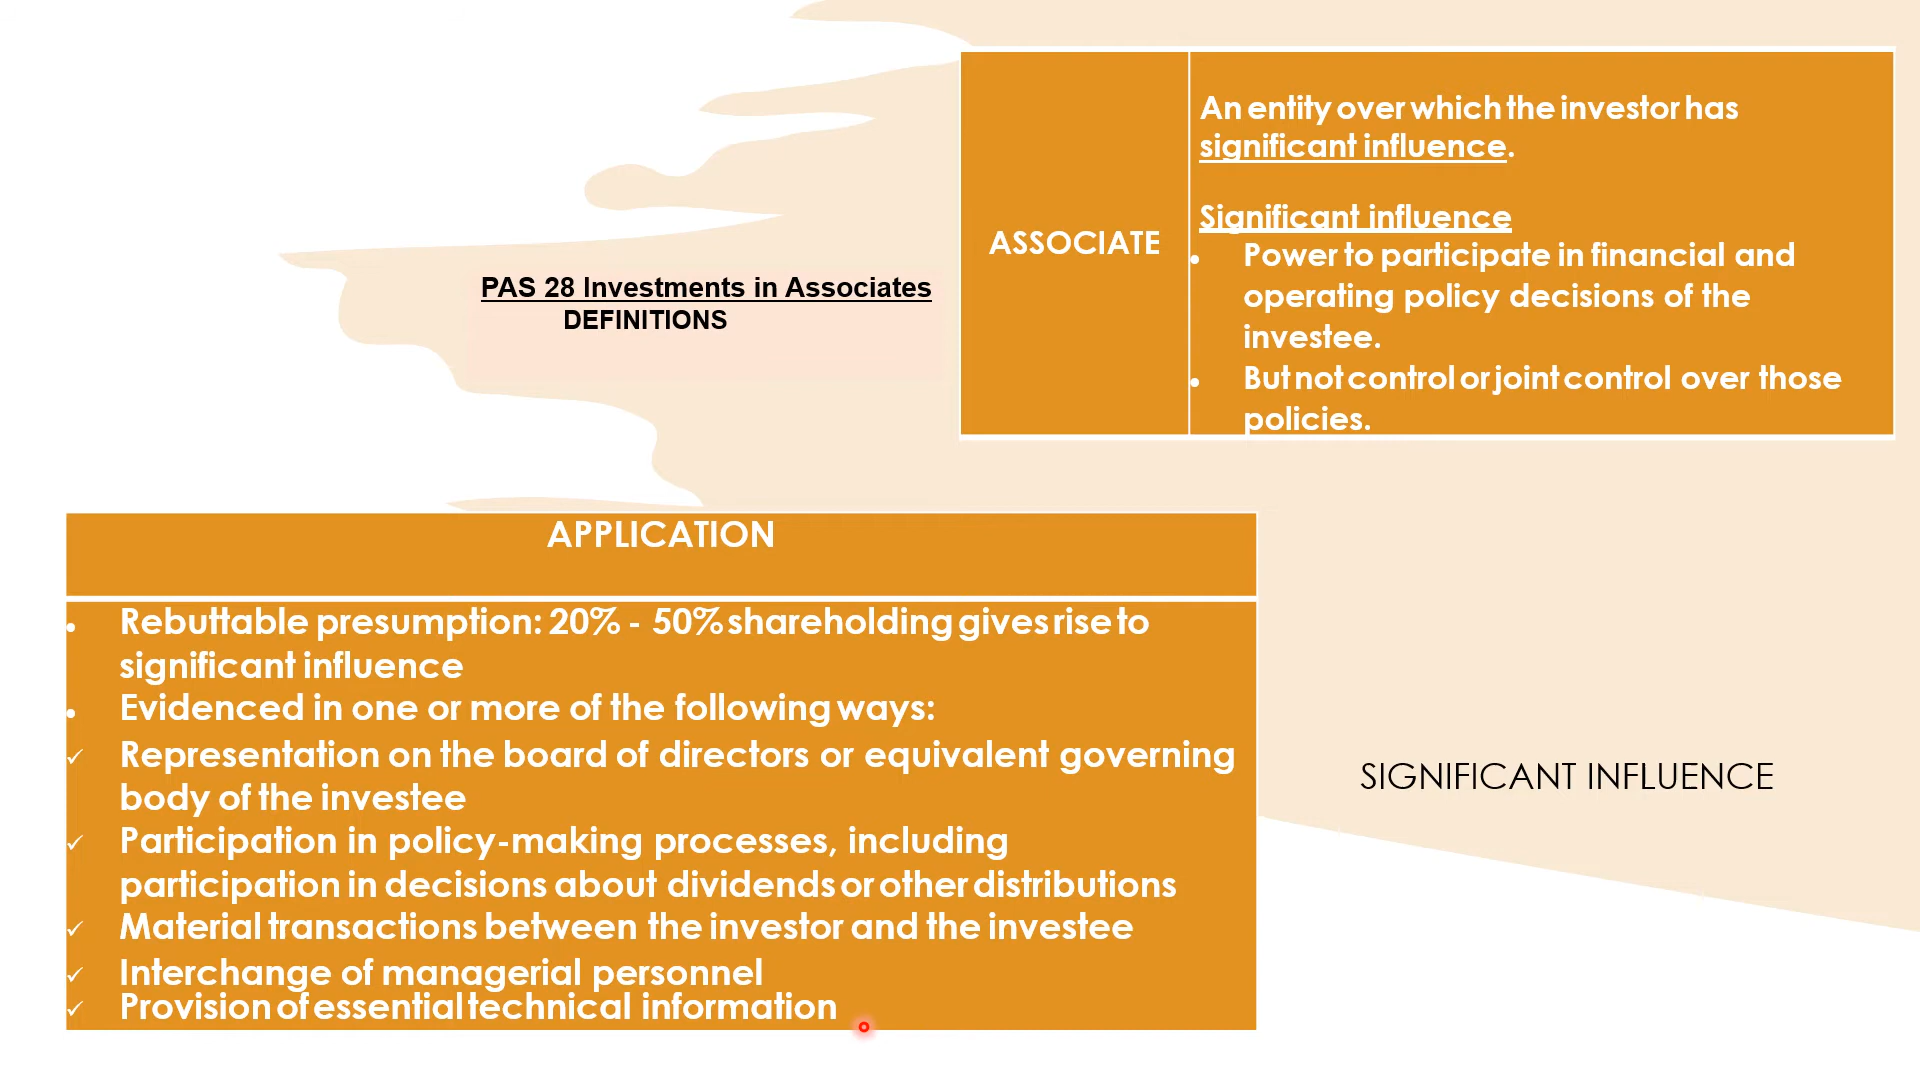 PAS 28 Investments in Associates
DEFINITIONS
ASSOCIATE
An entity over which the investor has
significant influence.
Significant influence
• Power to participate in financial and
operating policy decisions of the
investee.
• But not control or joint control over those
policies.
APPLICATION
• Rebuttable presumption: 20% - 50% shareholding gives rise to
significant influence
• Evidenced in one or more of the following ways:
✓ Representation on the board of directors or equivalent governing
body of the investee
✓ Participation in policy-making processes, including
participation in decisions about dividends or other distributions
✓ Material transactions between the investor and the investee
✓ Interchange of managerial personnel
✓ Provision of essential technical information
SIGNIFICANT INFLUENCE